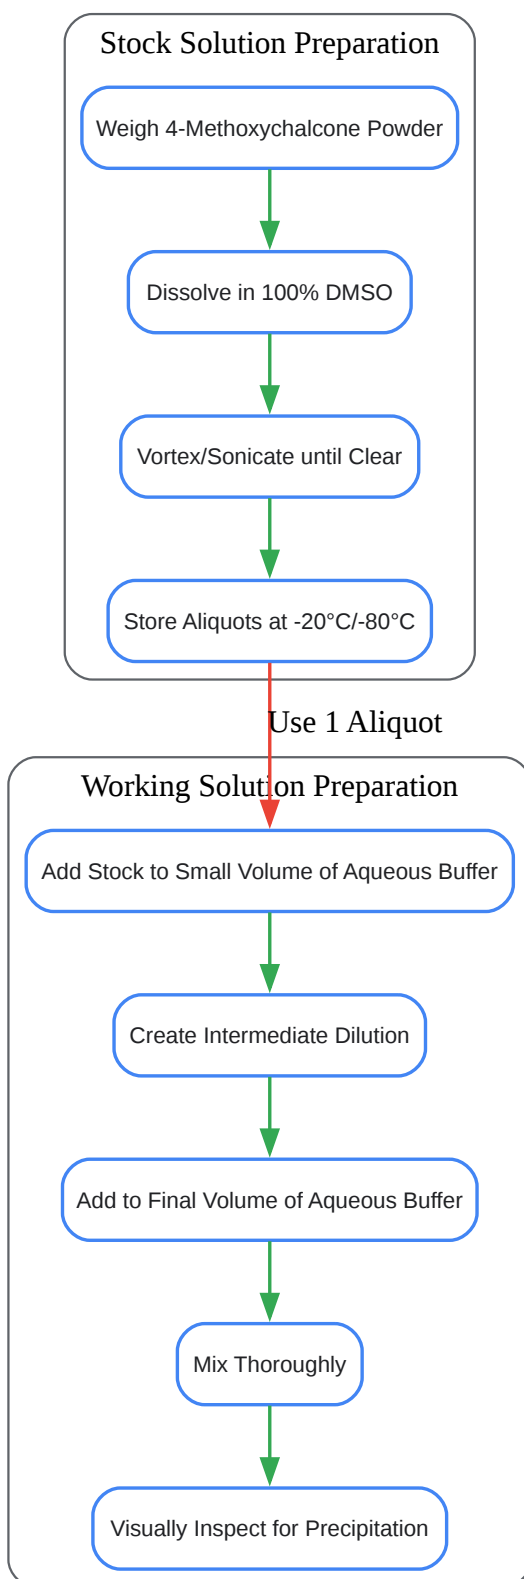 Stock Solution Preparation
Weigh 4-Methoxychalcone Powder
Dissolve in 100% DMSO
Vortex/Sonicate until Clear
Store Aliquots at -20°C/-80°C
Use 1 Aliquot
Working Solution Preparation
Add Stock to Small Volume of Aqueous Buffer
Create Intermediate Dilution
Add to Final Volume of Aqueous Buffer
Mix Thoroughly
Visually Inspect for Precipitation